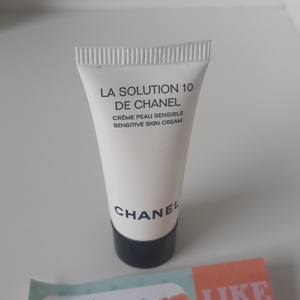 LA SOLUTION 10
DE CHANEL
CRÈME PEAU SENSIBLE
SENSITIVE SKIN CREAM
CHANEL
LIKE